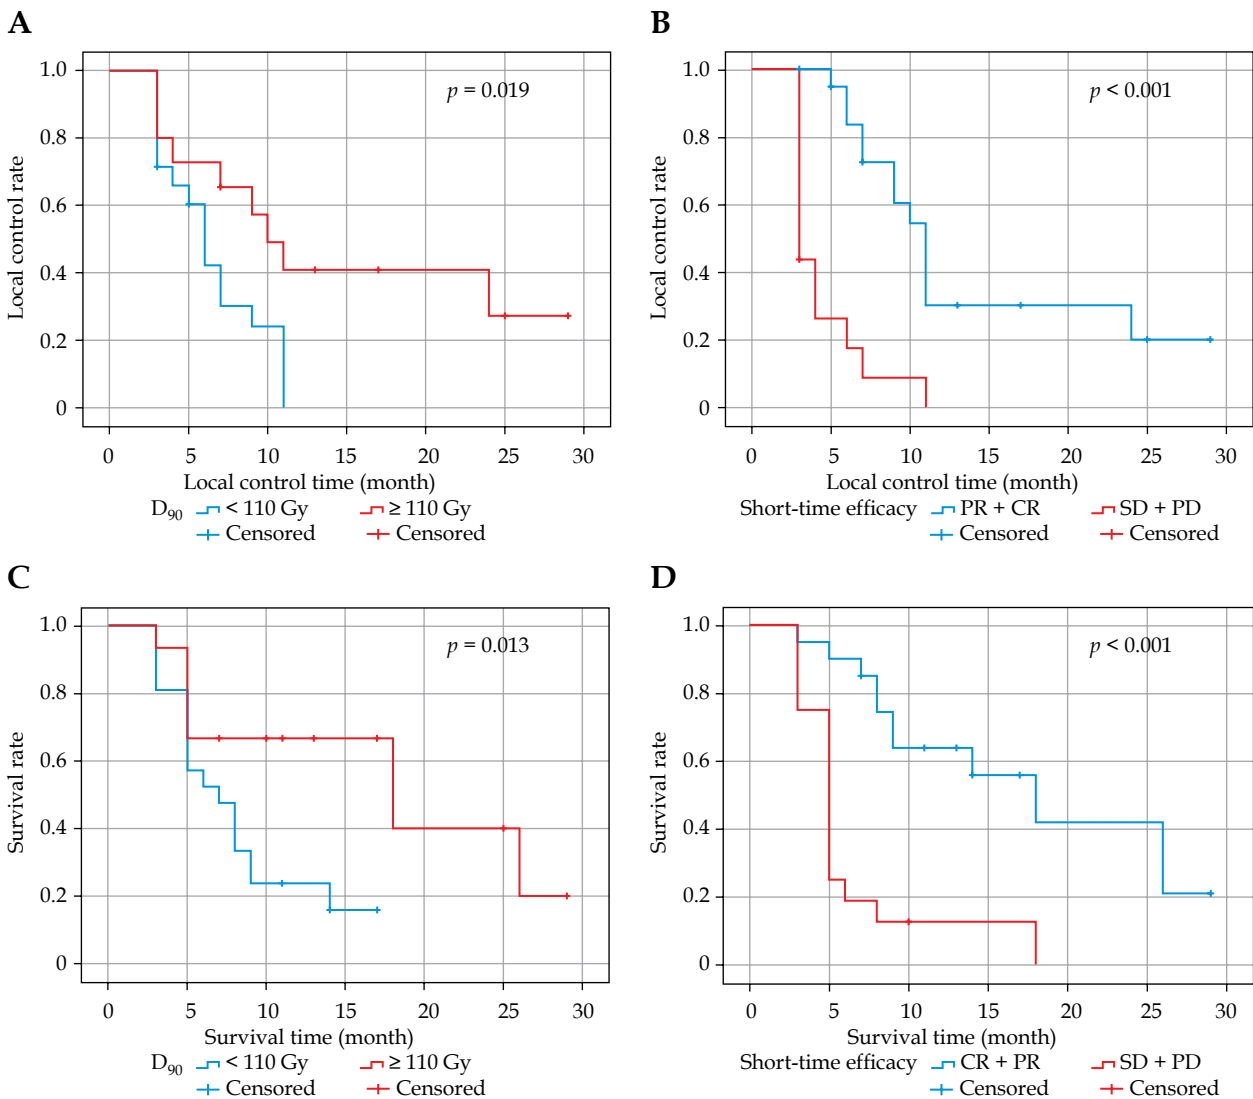 A
Local control rate
1.0
0.8
0.6
0.4
0.2
0
p = 0.019
0 5 10 15 20 25 30
Local control time (month)
D90 < 110 Gy ≥ 110 Gy
Censored Censored
B
Local control rate
1.0
0.8
0.6
0.4
0.2
0
p < 0.001
0 5 10 15 20 25 30
Local control time (month)
Short-time efficacy PR + CR SD + PD
Censored Censored
C
Survival rate
1.0
0.8
0.6
0.4
0.2
0
p = 0.013
0 5 10 15 20 25 30
Survival time (month)
D90 < 110 Gy ≥ 110 Gy
Censored Censored
D
Survival rate
1.0
0.8
0.6
0.4
0.2
0
p < 0.001
0 5 10 15 20 25 30
Survival time (month)
Short-time efficacy CR + PR SD + PD
Censored Censored